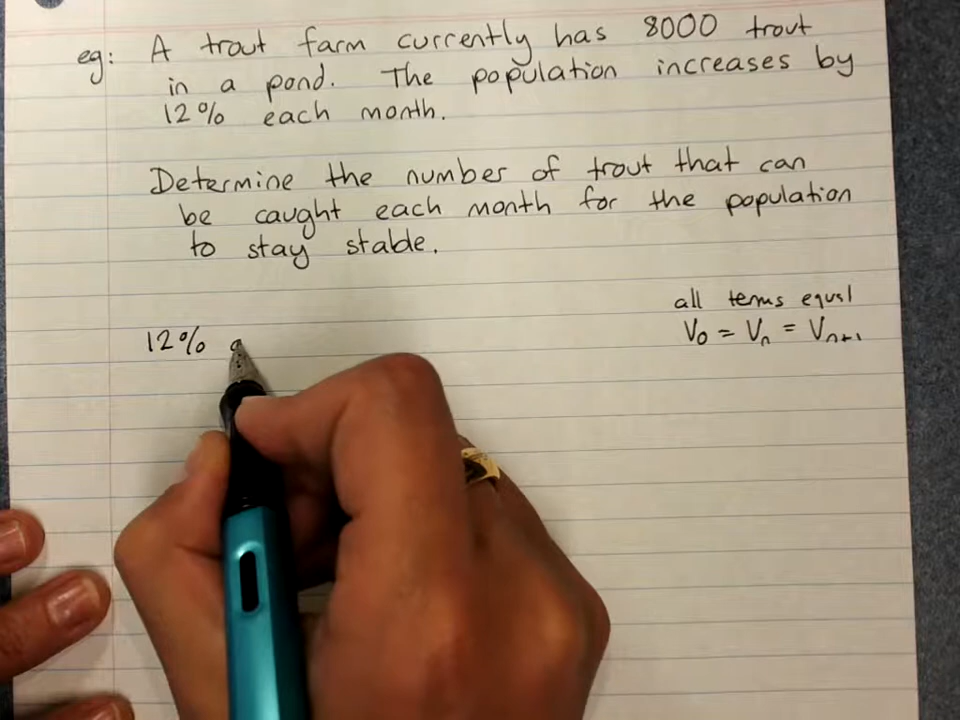 eg: A trout farm currently has 8000 trout
in a pond. The population increases by
12% each month.
Determine the number of trout that can
be caught each month for the population
to stay stable.
all terms equal
V₀ = Vₙ = Vₙ₊₁
12%